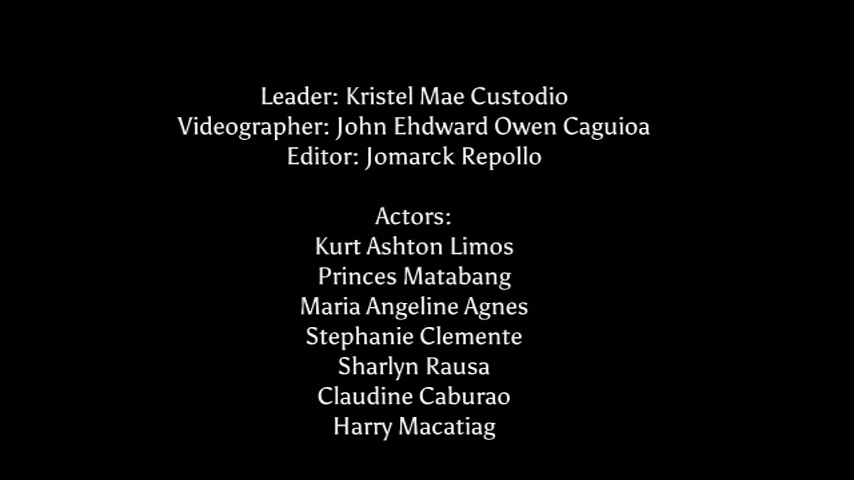 Leader: Kristel Mae Custodio
Videographer: John Ehdward Owen Caguioa
Editor: Jomarck Repollo
Actors:
Kurt Ashton Limos
Princes Matabang
Maria Angeline Agnes
Stephanie Clemente
Sharlyn Rausa
Claudine Caburao
Harry Macatiag